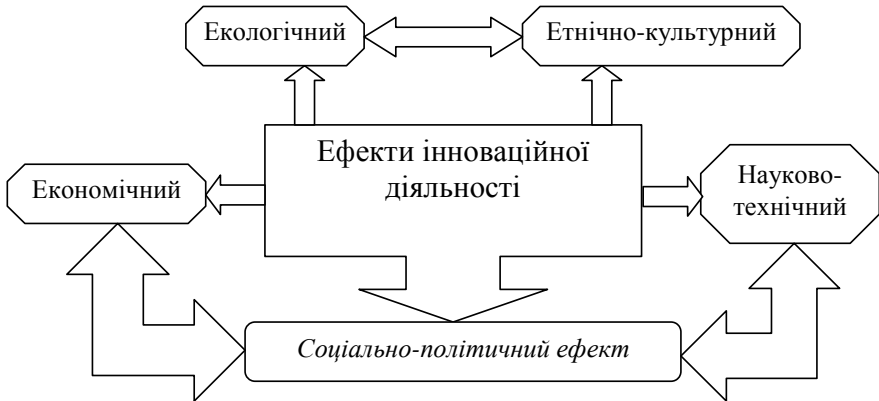 Екологічний
Етнічно-культурний
Ефекти інноваційної
діяльності
Економічний
Науково-
технічний
Соціально-політичний ефект